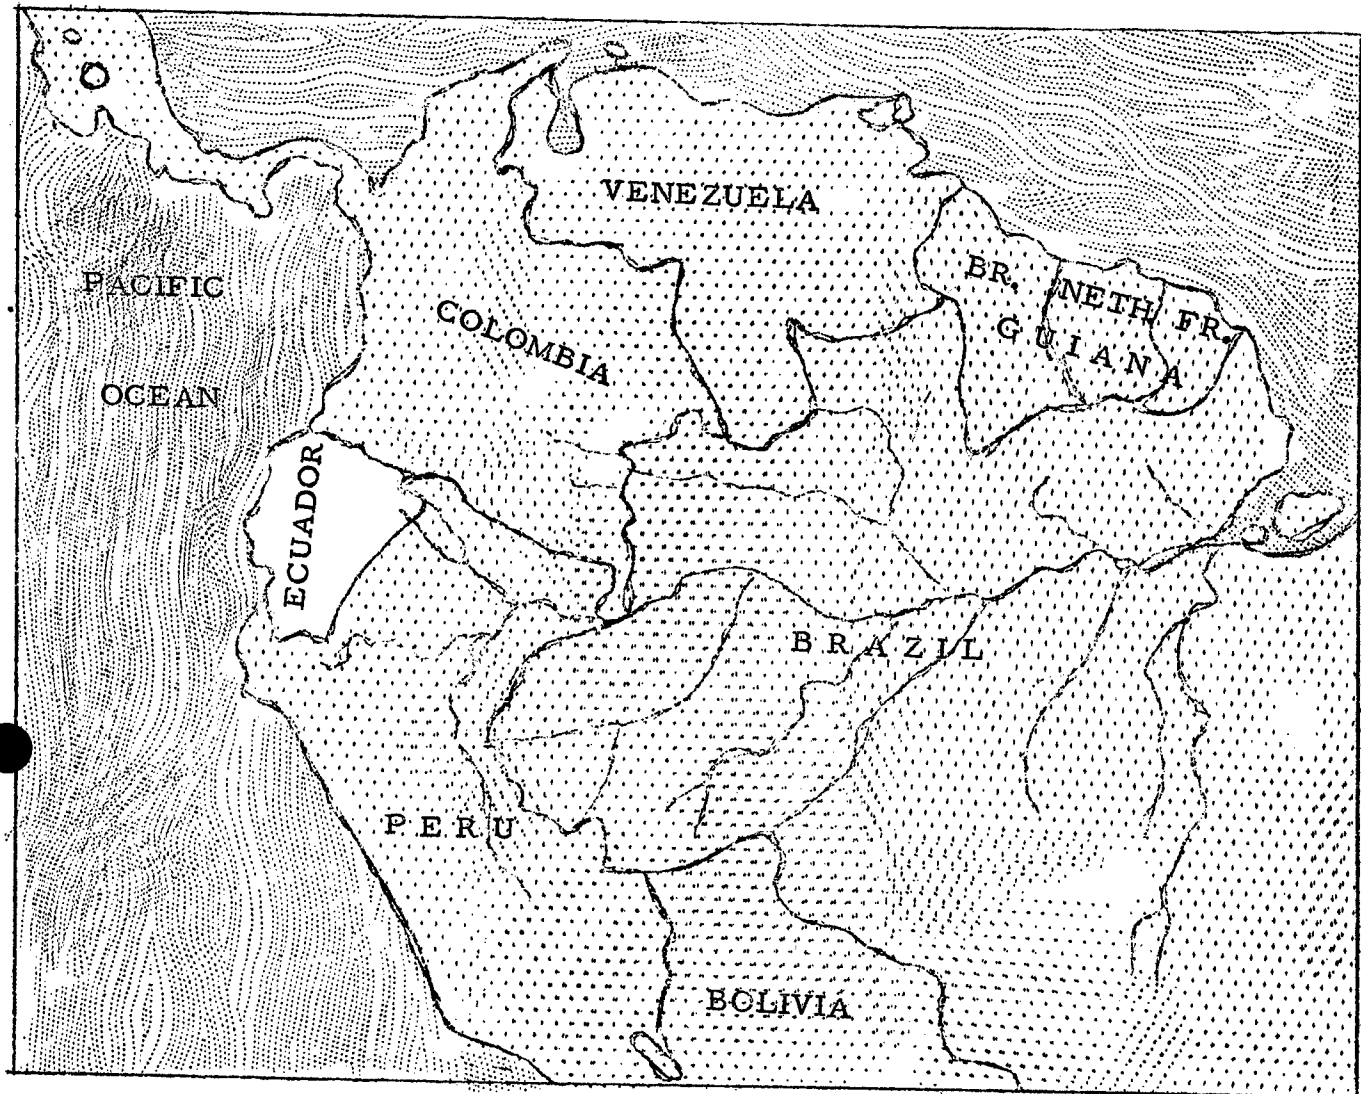 VENEZUELA
PACIFIC
OCEAN
COLOMBIA
BR. NETH FR.
GUIANA
ECUADOR
BRAZIL
PERU
BOLIVIA